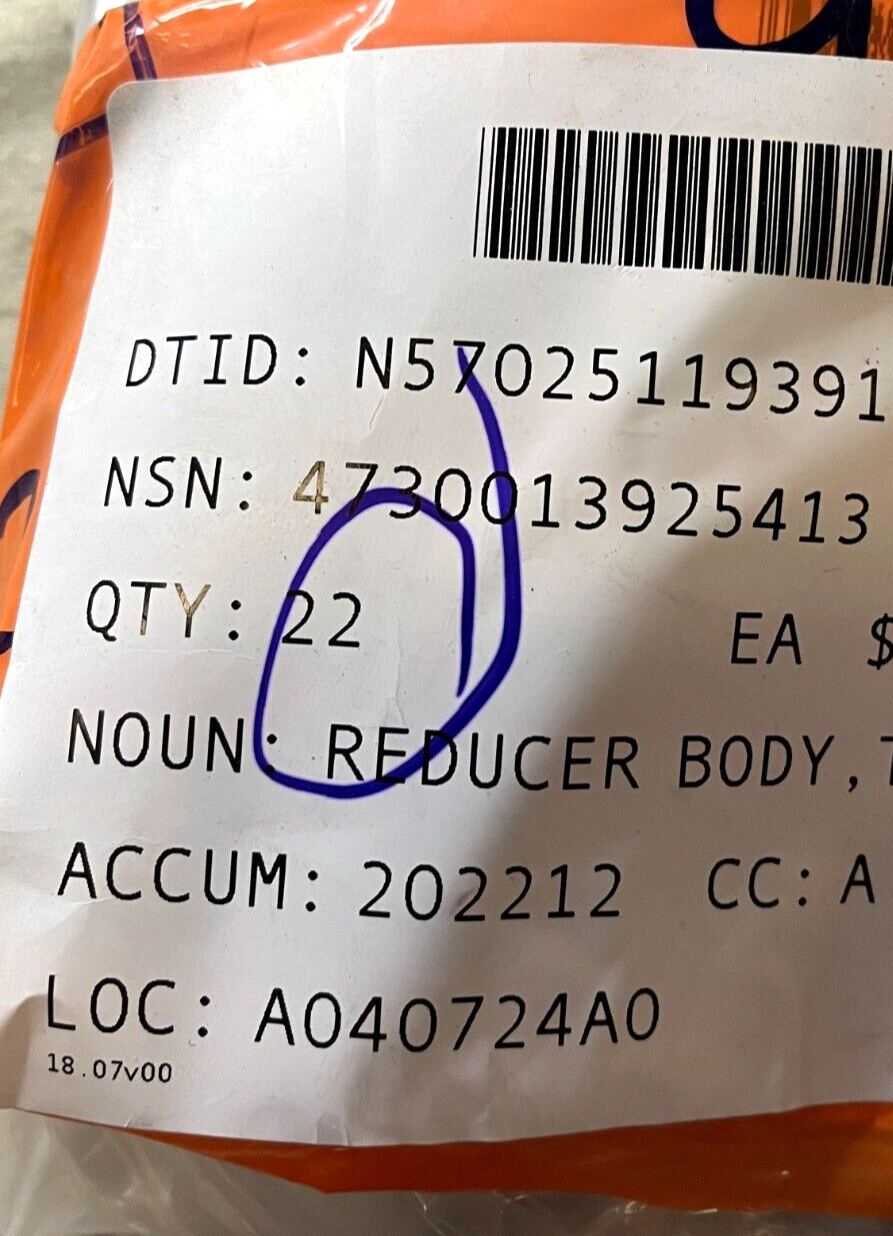 DTID: N57025119391
NSN: 4730013925413
QTY: 22 EA $
NOUN: REDUCER BODY,
ACCUM: 202212 CC: A
LOC: A040724A0
18.07v00